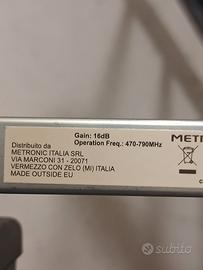 Gain: 16dB
Operation Freq.: 470-790MHz
METRO
Distribuito da
METRONIC ITALIA SRL
VIA MARCONI 31 - 20071
VERMEZZO CON ZELO (MI) ITALIA
MADE OUTSIDE EU
subito